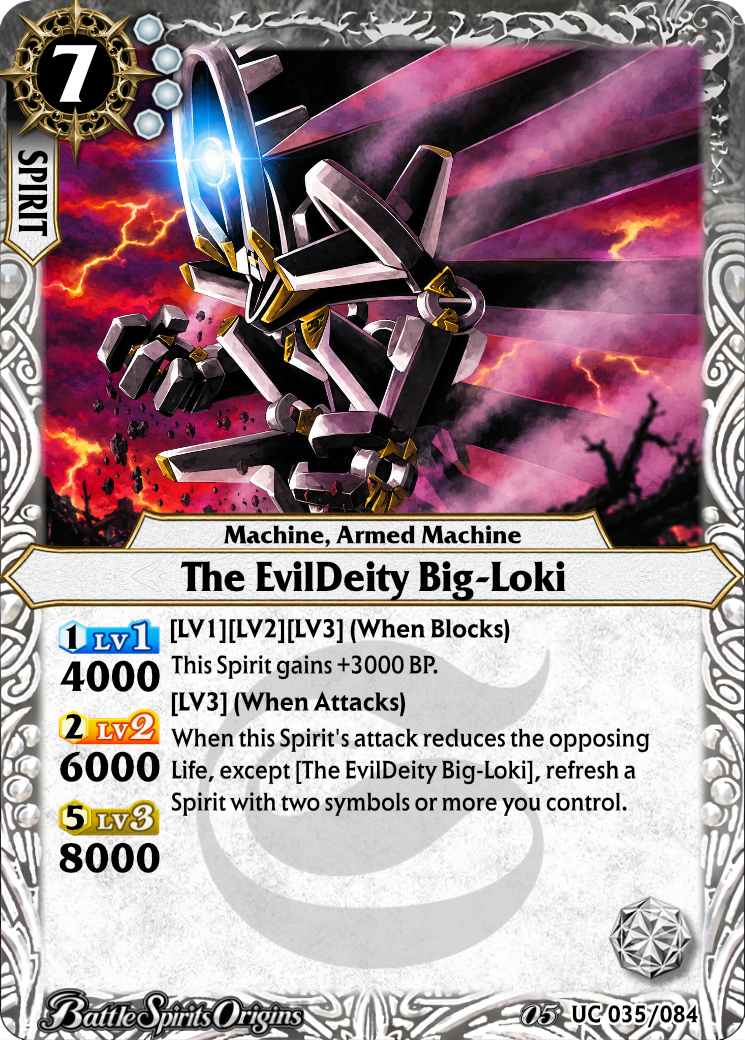 7
SPIRIT
Machine, Armed Machine
The EvilDeity Big-Loki
1 LV1
4000
2 LV2
6000
5 LV3
8000
[LV1][LV2][LV3] (When Blocks)
This Spirit gains +3000 BP.
[LV3] (When Attacks)
When this Spirit's attack reduces the opposing
Life, except [The EvilDeity Big-Loki], refresh a
Spirit with two symbols or more you control.
Battle Spirits Origins
05 UC 035/084